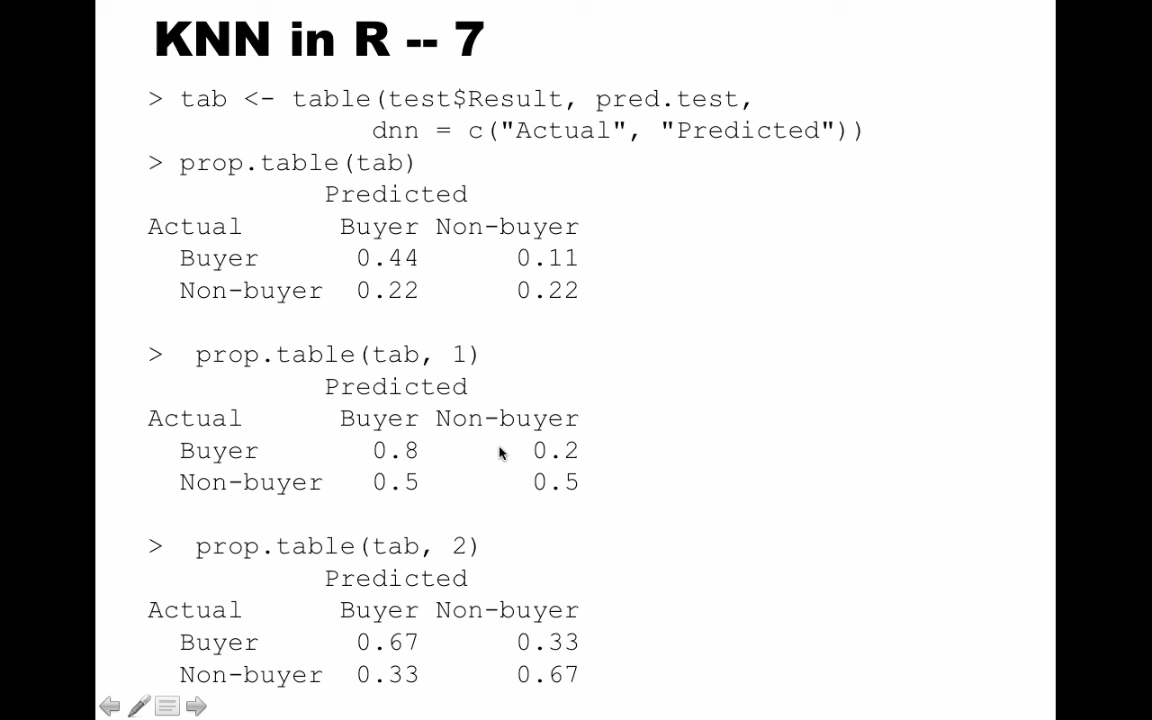 KNN in R -- 7
> tab <- table(test$Result, pred.test,
dnn = c("Actual", "Predicted"))
> prop.table(tab)
Predicted
Actual Buyer Non-buyer
Buyer 0.44 0.11
Non-buyer 0.22 0.22
> prop.table(tab, 1)
Predicted
Actual Buyer Non-buyer
Buyer 0.8 0.2
Non-buyer 0.5 0.5
> prop.table(tab, 2)
Predicted
Actual Buyer Non-buyer
Buyer 0.67 0.33
Non-buyer 0.33 0.67